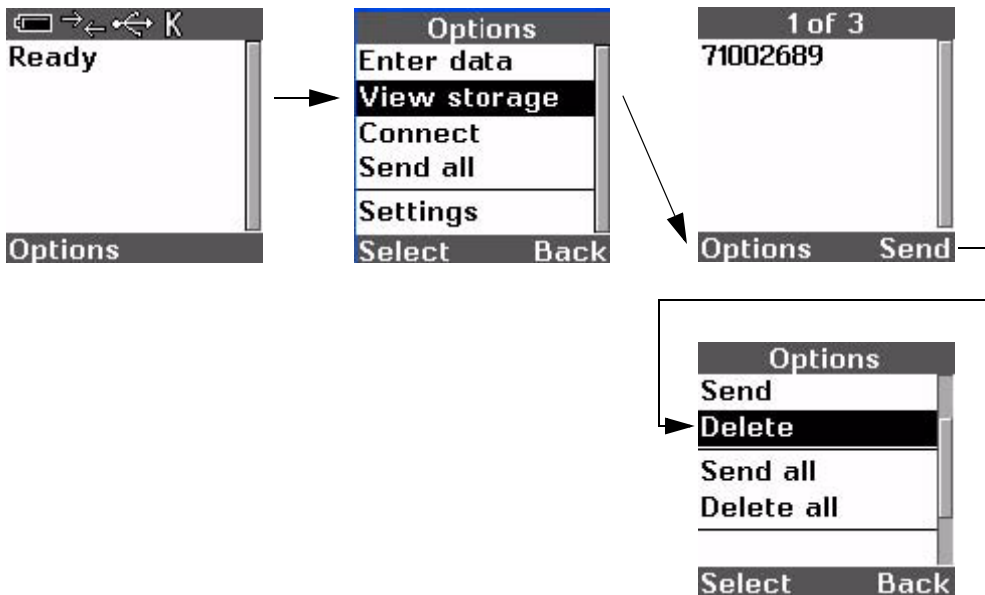 K
Ready
Options
Options
Enter data
View storage
Connect
Send all
Settings
Select Back
1 of 3
71002689
Options Send
Options
Send
Delete
Send all
Delete all
Select Back